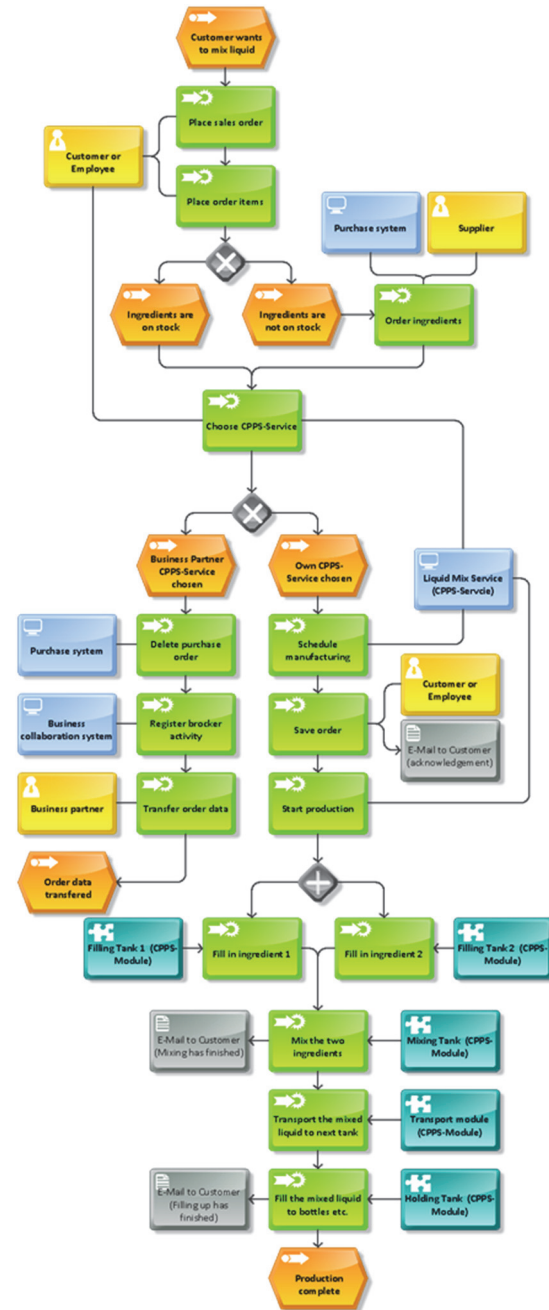 Customer wants
to mix liquid
Place sales order
Customer or
Employee
Place order items
Purchase system
Supplier
Ingredients are
on stock
Ingredients are
not on stock
Order ingredients
Choose CPPS-Service
Business Partner
CPPS-Service
chosen
Own CPPS-
Service chosen
Liquid Mix Service
(CPPS-Servcie)
Purchase system
Delete purchase
order
Schedule
manufacturing
Customer or
Employee
Business
collaboration system
Register brocker
activity
Save order
E-Mail to Customer
(acknowledgement)
Business partner
Transfer order data
Start production
Order data
transfered
Filling Tank 1 (CPPS-
Module)
Fill in ingredient 1
Fill in ingredient 2
Filling Tank 2 (CPPS-
Module)
E-Mail to Customer
(Mixing has finished)
Mix the two
ingredients
Mixing Tank (CPPS-
Module)
Transport the mixed
liquid to next tank
Transport module
(CPPS-Module)
E-Mail to Customer
(Filling up has
finished)
Fill the mixed liquid
to bottles etc.
Holding Tank (CPPS-
Module)
Production
complete